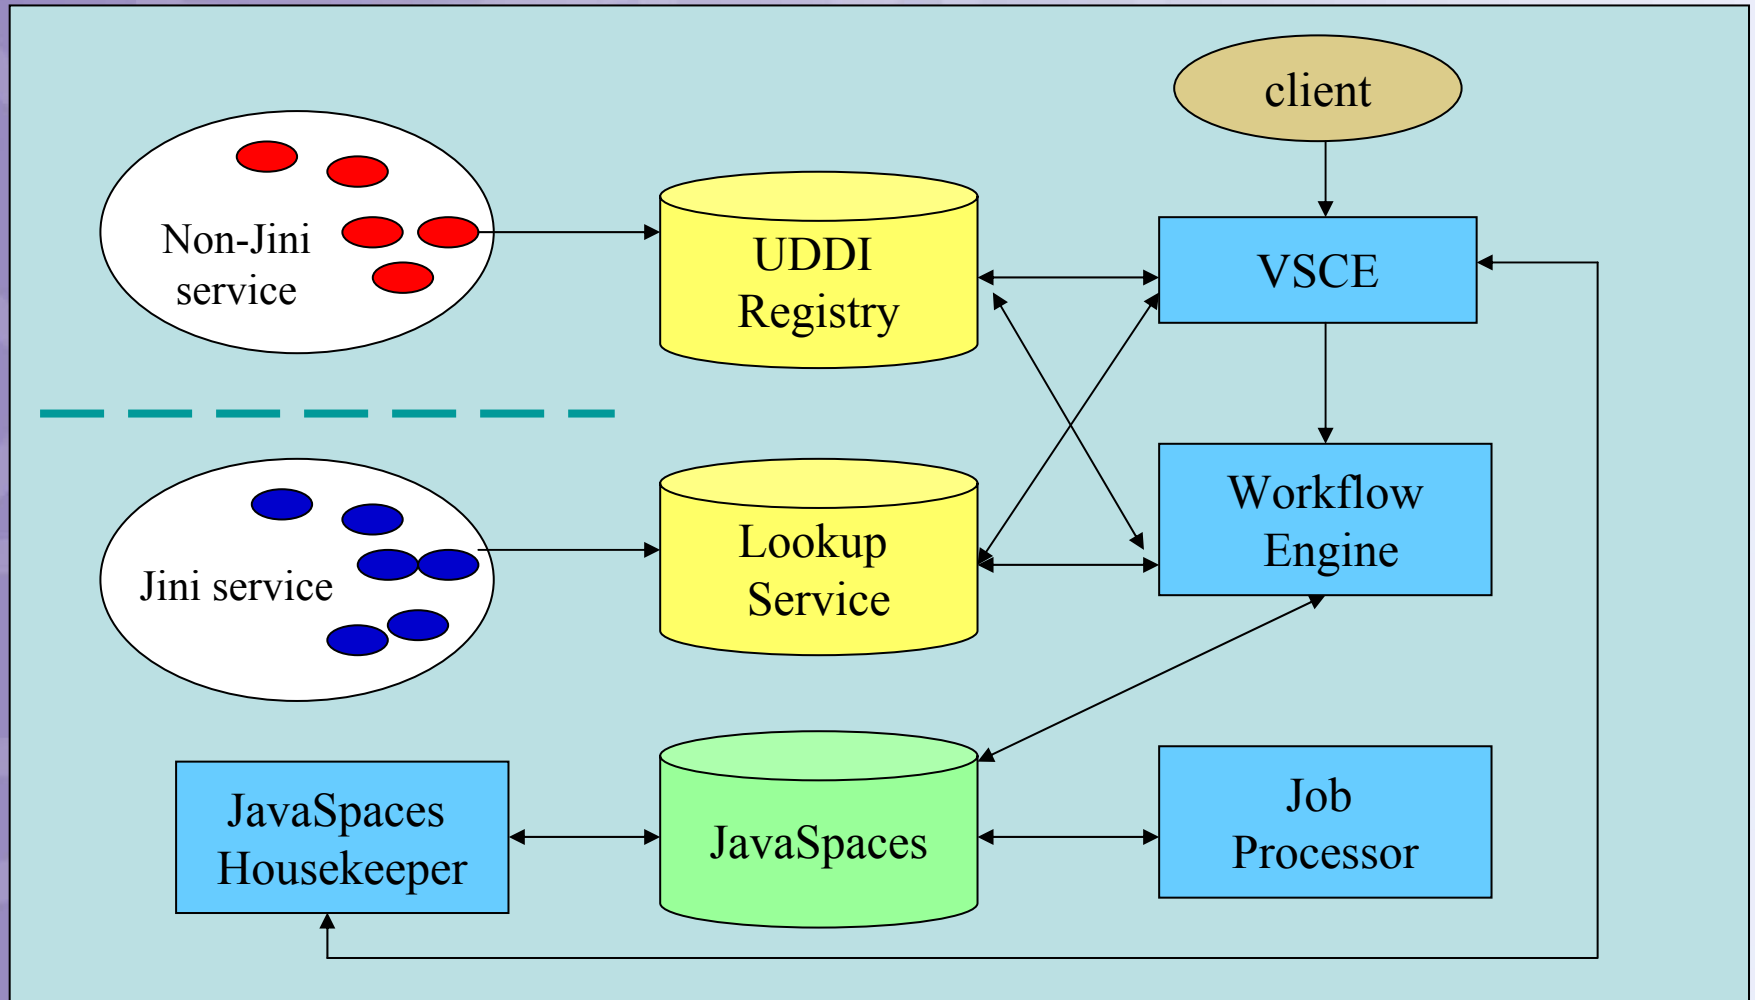 client
Non-Jini
service
UDDI
Registry
VSCE
Jini service
Lookup
Service
Workflow
Engine
JavaSpaces
Housekeeper
JavaSpaces
Job
Processor